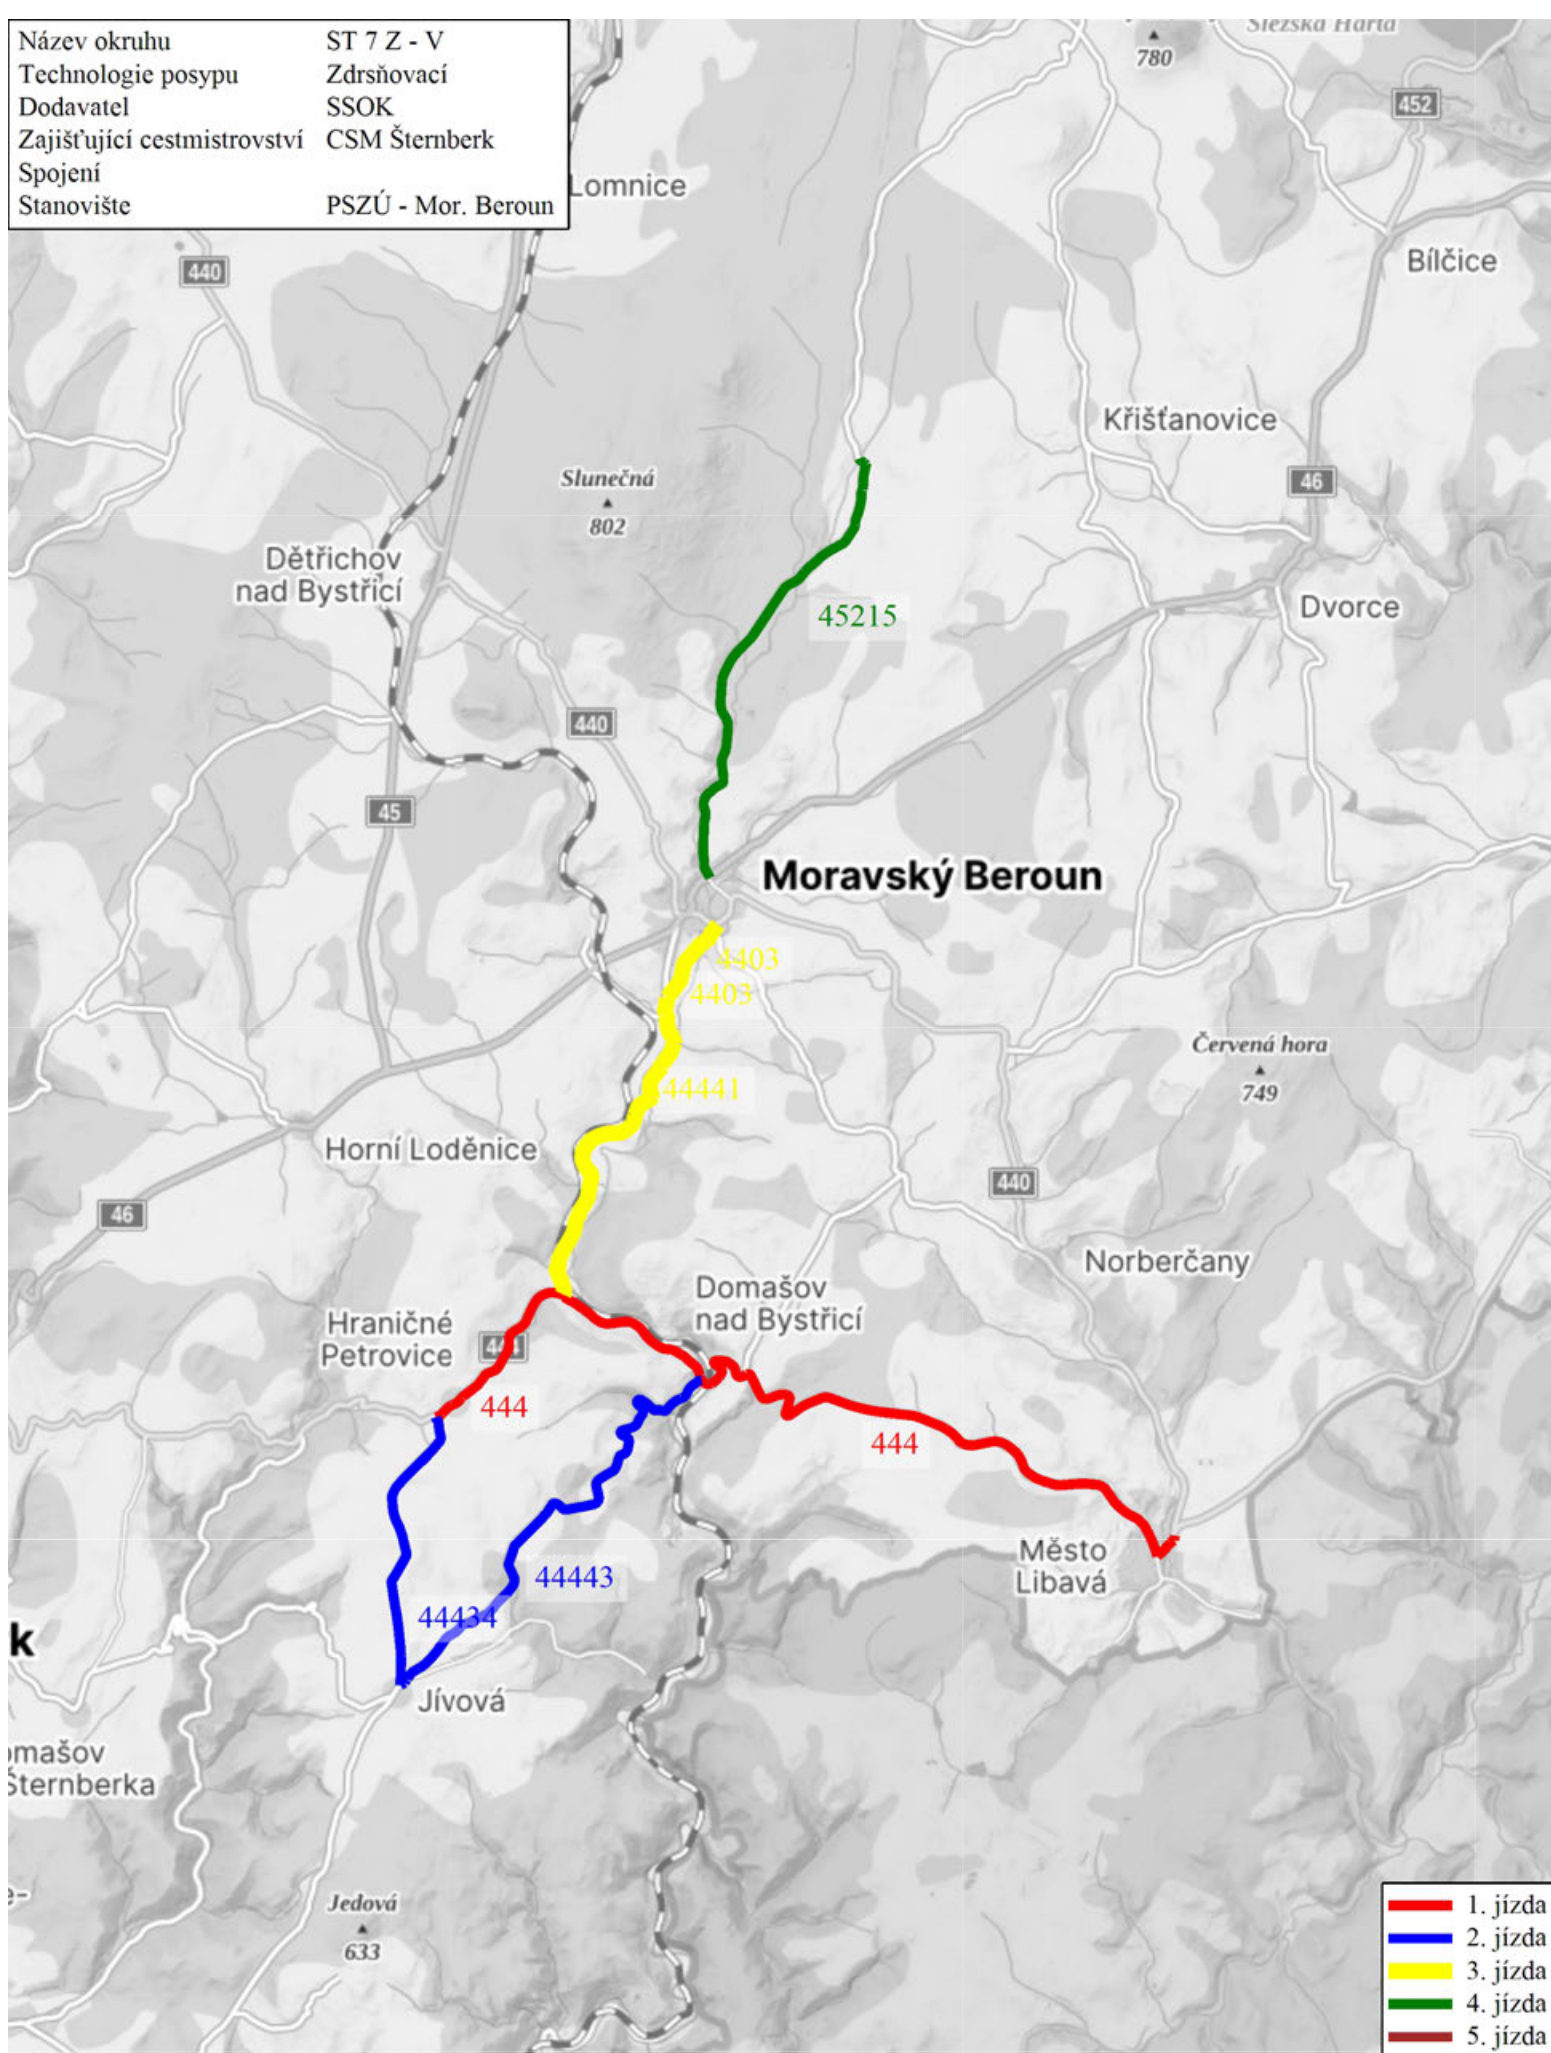 Název okruhu ST 7 Z - V
Technologie posypu Zdrsňovací
Dodavatel SSOK
Zajišťující cestmistrovství CSM Šternberk
Spojení
Stanoviště PSZÚ - Mor. Beroun
Slezská Harta
780
452
Lomnice
440
Bílčice
Křišťanovice
Slunečná
802
46
Dětřichov
nad Bystřicí
45215
Dvorce
440
45
Moravský Beroun
4403
4403
Červená hora
749
44441
Horní Loděnice
440
46
Norberčany
Domašov
nad Bystřicí
Hraničné
Petrovice
444
444
444
Město
Libavá
44443
44434
k
Jívová
omašov
Šternberka
Jedová
633
1. jízda
2. jízda
3. jízda
4. jízda
5. jízda